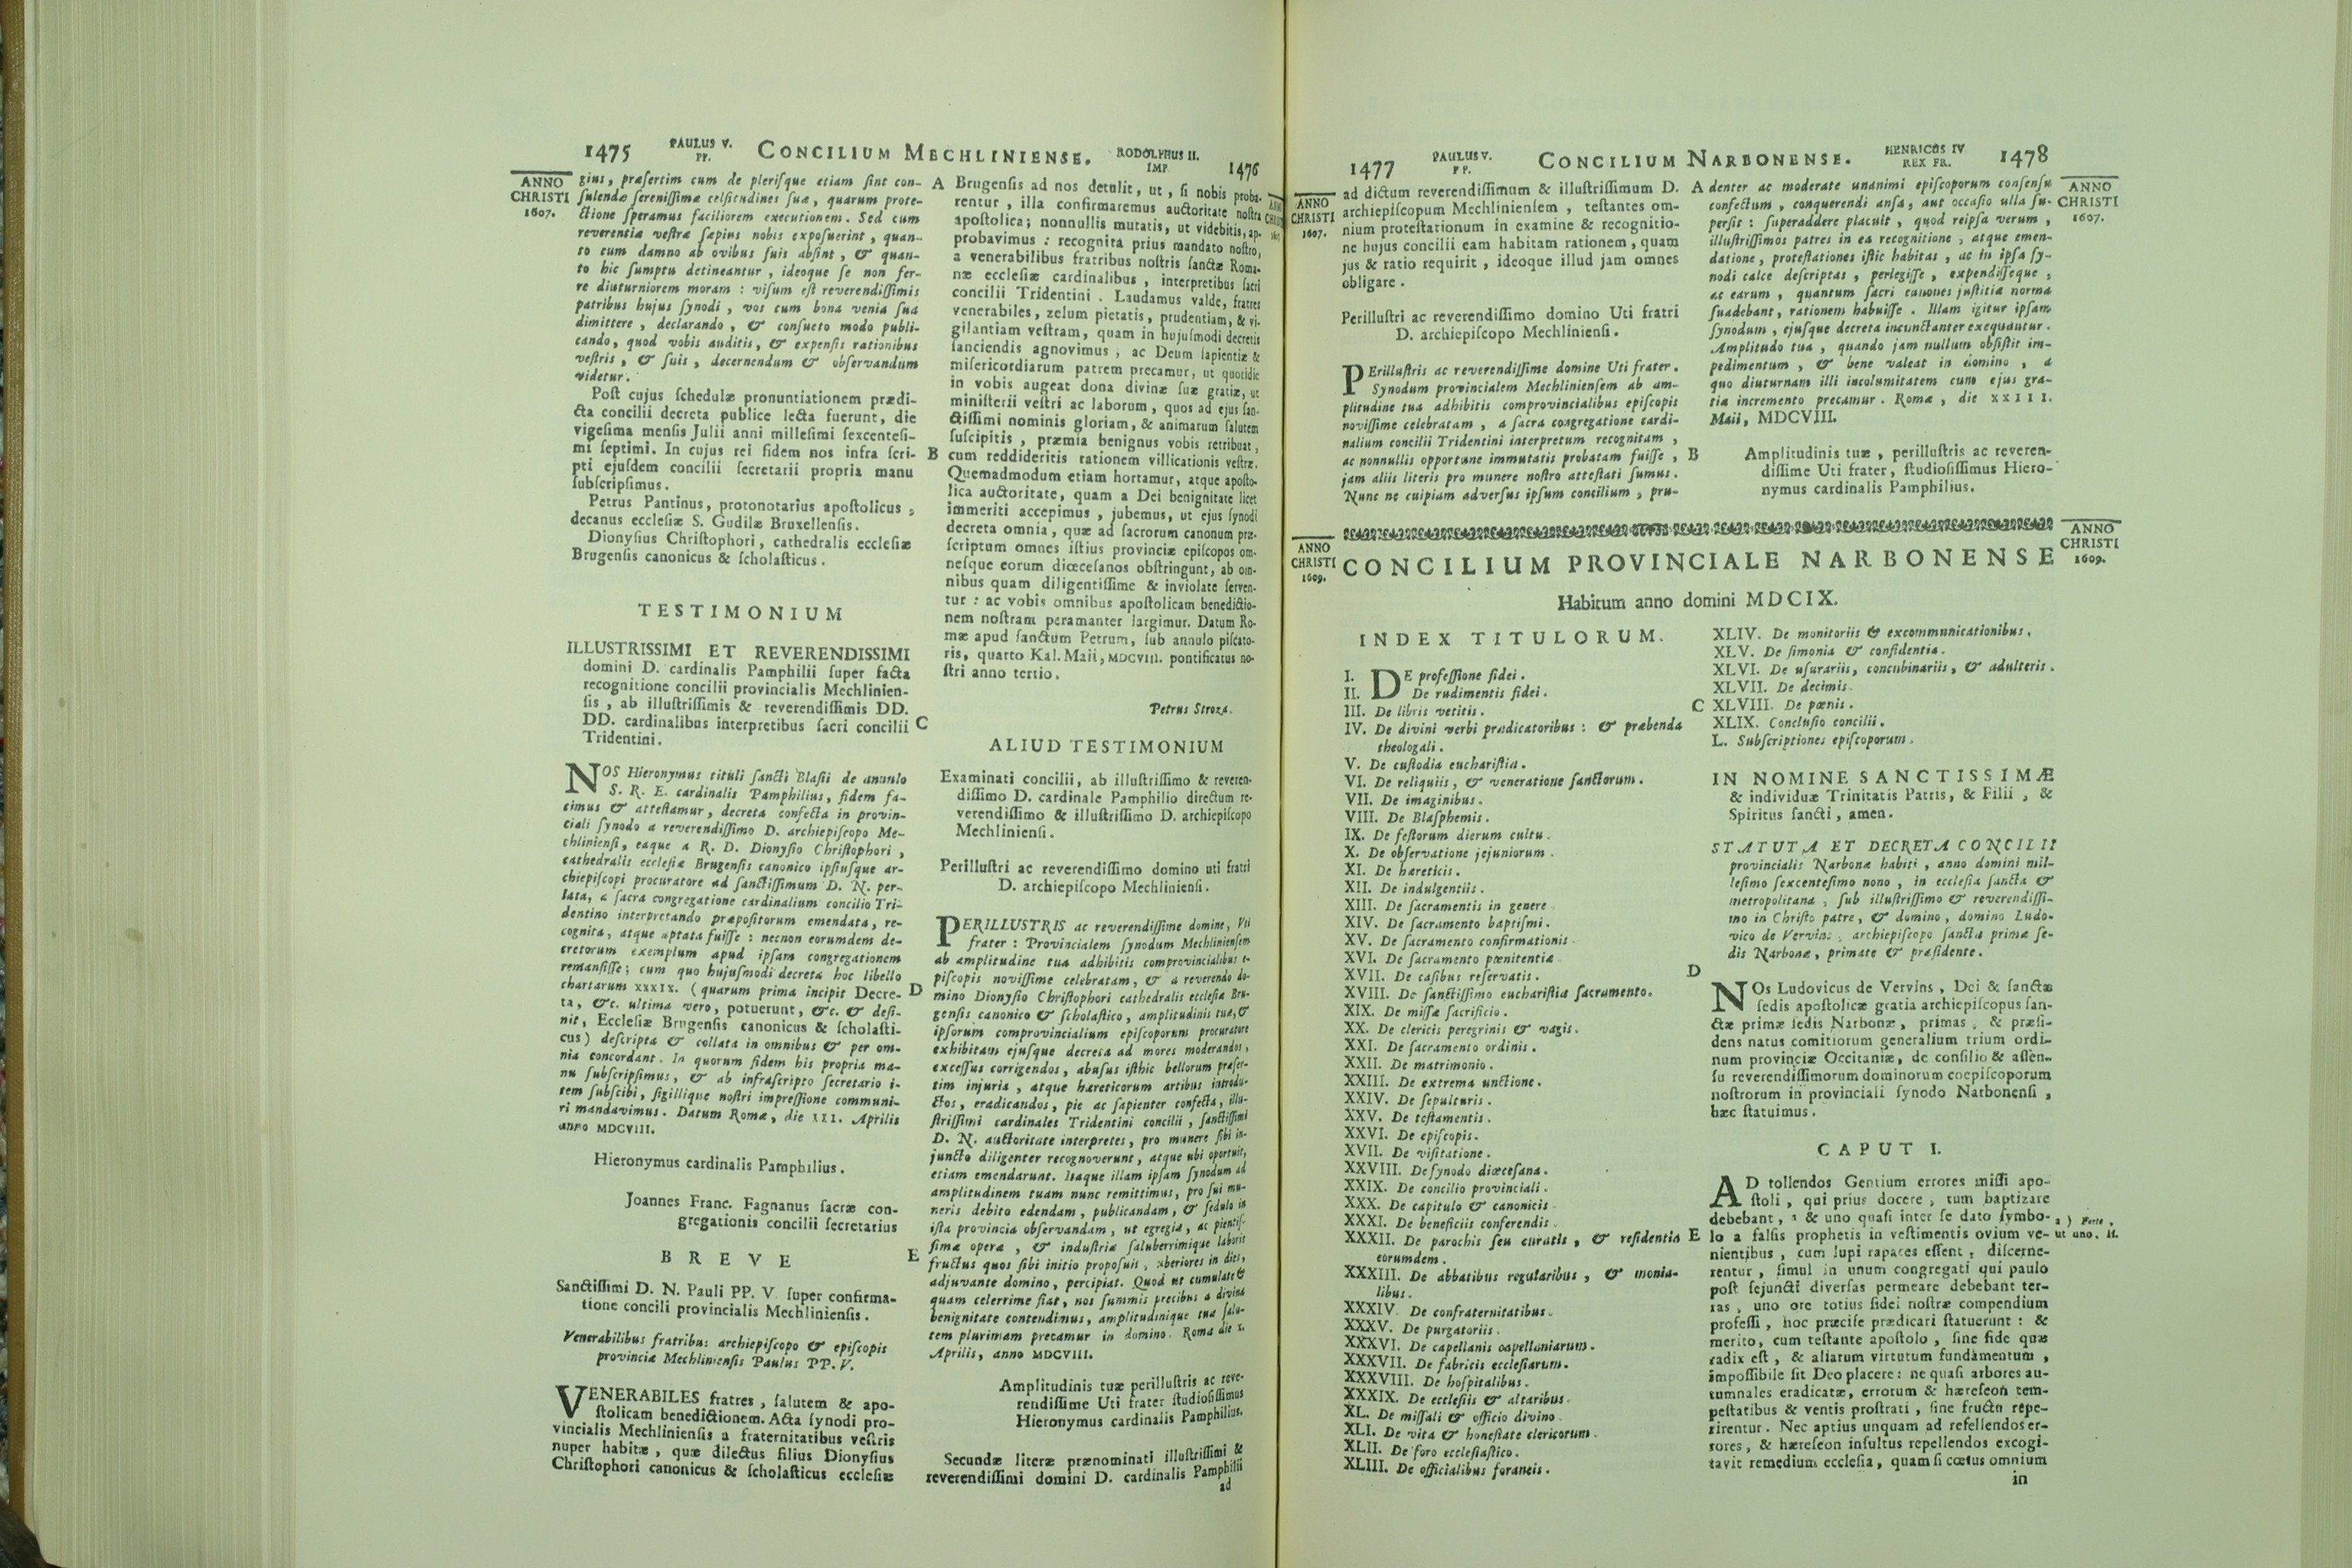 1475 PAULUS V. PP. CONCILIUM MECHLINIENSE. RODOLPHUS II. IMP 1476
ANNO CHRISTI 1607.
gius, præſertim cum de pleriſque etiam ſint con-
ſulendæ ſereniſſimæ celſitudines ſuæ, quarum prote-
ctione ſperamus faciliorem executionem. Sed cum
reverentiæ veſtræ ſæpius nobis expoſuerint, quan-
to cum damno ab ovibus ſuis abſint, & quan-
to hic ſumptu detineantur, ideoque ſe non fer-
re diuturniorem moram: viſum eſt reverendiſſimis
patribus hujus ſynodi, vos cum bona venia ſua
dimittere, declarando, & conſueto modo publi-
cando, quod vobis auditis, & expenſis rationibus
veſtris, & ſuis, decernendum & obſervandum
videtur.
Poſt cujus ſchedulæ pronuntiationem prædi-
cta concilii decreta publice lecta fuerunt, die
vigeſima menſis Julii anni milleſimi ſexcenteſi-
mi ſeptimi. In cujus rei fidem nos infra ſcri-
pti ejuſdem concilii ſecretarii propria manu
ſubſcripſimus.
Petrus Pantinus, protonotarius apoſtolicus,
decanus eccleſiæ S. Gudilæ Bruxellenſis.
Dionyſius Chriſtophori, cathedralis eccleſiæ
Brugenſis canonicus & ſcholaſticus.
TESTIMONIUM
ILLUSTRISSIMI ET REVERENDISSIMI
domini D. cardinalis Pamphilii ſuper facta
recognitione concilii provincialis Mechlinien-
ſis, ab illuſtriſſimis & reverendiſſimis DD.
DD. cardinalibus interpretibus ſacri concilii
Tridentini.
NOS Hieronymus tituli ſancti Blaſii de annulo
S. R. E. cardinalis Pamphilius, fidem fa-
cimus & atteſtamur, decreta confecta in provin-
ciali ſynodo a reverendiſſimo D. archiepiſcopo Me-
chlinienſi, eaque a R. D. Dionyſio Chriſtophori,
cathedralis eccleſiæ Brugenſis canonico ipſiuſque ar-
chiepiſcopi procuratore ad ſanctiſſimum D. N. per-
lata, a ſacra congregatione cardinalium concilio Tri-
dentino interpretando præpoſitorum emendata, re-
cognita, atque aptata fuiſſe: necnon eorumdem de-
cretorum exemplum apud ipſam congregationem
remanſiſſe; cum quo hujuſmodi decreta hoc libello
chartarum XXXIX. (quarum prima incipit Decre-
ta, &c. ultima vero, potuerunt, &c. & deſi-
nit, Eccleſiæ Brugenſis canonicus & ſcholaſti-
cus) deſcripta & collata in omnibus & per om-
nia concordant. In quorum fidem his propria ma-
nu ſubſcripſimus, & ab infraſcripto ſecretario i-
tem ſubſcibi, ſigillique noſtri impreſſione communi-
ri mandavimus. Datum Romæ, die III. Aprilis
anno MDCVIII.
Hieronymus cardinalis Pamphilius.
Joannes Franc. Fagnanus ſacræ con-
gregationis concilii ſecretarius
BREVE
Sanctiſſimi D. N. Pauli PP. V. ſuper confirma-
tione concili provincialis Mechlinienſis.
Venerabilibus fratribus archiepiſcopo & epiſcopis
provinciæ Mechlinienſis Paulus PP. V.
VENERABILES fratres, ſalutem & apo-
ſtolicam benedictionem. Acta ſynodi pro-
vincialis Mechlinienſis a fraternitatibus veſtris
nuper habitæ, quæ dilectus filius Dionyſius
Chriſtophori canonicus & ſcholaſticus eccleſiæ
A Brugenſis ad nos detulit, ut, ſi nobis proba-
rentur, illa confirmaremus auctoritate noſtra
apoſtolica; nonnullis mutatis, ut videbitis, ap-
probavimus: recognita prius mandato noſtro,
a venerabilibus fratribus noſtris ſanctæ Roma-
næ eccleſiæ cardinalibus, interpretibus ſacri
concilii Tridentini. Laudamus valde, fratres
venerabiles, zelum pietatis, prudentiam, & vi-
gilantiam veſtram, quam in hujuſmodi decretis
ſanciendis agnovimus, ac Deum ſapientiæ &
miſericordiarum patrem precamur, ut quotidie
in vobis augeat dona divinæ ſuæ gratiæ, ut
miniſterii veſtri ac laborum, quos ad ejus ſan-
ctiſſimi nominis gloriam, & animarum ſalutem
ſuſcipitis, præmia benignus vobis retribuat,
B cum reddideritis rationem villicationis veſtræ.
Quemadmodum etiam hortamur, atque apoſto-
lica auctoritate, quam a Dei benignitate licet
immeriti accepimus, jubemus, ut ejus ſynodi
decreta omnia, quæ ad ſacrorum canonum præ-
ſcriptum omnes iſtius provinciæ epiſcopos om-
neſque eorum diœceſanos obſtringunt, ab om-
nibus quam diligentiſſime & inviolate ſerven-
tur: ac vobis omnibus apoſtolicam benedictio-
nem noſtram peramanter largimur. Datum Ro-
mæ apud ſanctum Petrum, ſub annulo piſcato-
ris, quarto Kal. Maii, MDCVIII. pontificatus no-
ſtri anno tertio.
Petrus Stroza.
C
ALIUD TESTIMONIUM
Examinati concilii, ab illuſtriſſimo & reveren-
diſſimo D. cardinale Pamphilio directum re-
verendiſſimo & illuſtriſſimo D. archiepiſcopo
Mechlinienſi.
Perilluſtri ac reverendiſſimo domino uti fratri
D. archiepiſcopo Mechlinienſi.
PERILLUSTRIS ac reverendiſſime domine, Uti
frater: Provincialem ſynodum Mechlinienſem
ab amplitudine tua adhibitis comprovincialibus e-
piſcopis noviſſime celebratam, & a reverendo do-
D mino Dionyſio Chriſtophori cathedralis eccleſiæ Bru-
genſis canonico & ſcholaſtico, amplitudinis tuæ, &
ipſorum comprovincialium epiſcoporum procuratore
exhibitam ejuſque decreta ad mores moderandos,
exceſſus corrigendos, abuſus iſthic bellorum præſer-
tim injuria, atque hæreticorum artibus introdu-
ctos, eradicandos, pie ac ſapienter confecta, illu-
ſtriſſimi cardinales Tridentini concilii, ſanctiſſimi
D. N. auctoritate interpretes, pro munere ſibi in-
juncto diligenter recognoverunt, atque ubi oportuit,
etiam emendarunt. Itaque illam ipſam ſynodum ad
amplitudinem tuam nunc remittimus, pro ſui mu-
neris debito edendam, publicandam, & ſedulo in
iſta provincia obſervandam, ut egregiæ, ac pientiſ-
ſimæ operæ, & induſtriæ ſaluberrimique laboris
E fructus quos ſibi initio propoſuit, uberiores in dies,
adjuvante domino, percipiat. Quod ut cumulate &
quam celerrime fiat, nos ſummis precibus a divina
benignitate contendimus, amplitudinique tuæ ſalu-
tem plurimam precamur in domino. Romæ die X.
Aprilis, anno MDCVIII.
Amplitudinis tuæ perilluſtris ac reve-
rendiſſime Uti frater ſtudioſiſſimus
Hieronymus cardinalis Pamphilius.
Secundæ literæ prænominati illuſtriſſimi &
reverendiſſimi domini D. cardinalis Pamphilii
ad
1477 PAULUS V. PP. CONCILIUM NARBONENSE. HENRICUS IV REX FR. 1478
ANNO CHRISTI 1607.
ad dictum reverendiſſimum & illuſtriſſimum D.
archiepiſcopum Mechlinienſem, teſtantes om-
nium proteſtationum in examine & recognitio-
ne hujus concilii eam habitam rationem, quam
jus & ratio requirit, ideoque illud jam omnes
obligare.
Perilluſtri ac reverendiſſimo domino Uti fratri
D. archiepiſcopo Mechlinienſi.
PErilluſtris ac reverendiſſime domine Uti frater.
Synodum provincialem Mechlinienſem ab am-
plitudine tua adhibitis comprovincialibus epiſcopis
noviſſime celebratam, a ſacra congregatione cardi-
nalium concilii Tridentini interpretum recognitam,
ac nonnullis opportune immutatis probatam fuiſſe,
jam aliis literis pro munere noſtro atteſtati ſumus.
Nunc ne cuipiam adverſus ipſum concilium, pru-
A denter ac moderate unanimi epiſcoporum conſenſu
confectum, conquerendi anſa, aut occaſio ulla ſu-
perſit: ſuperaddere placuit, quod reipſa verum,
illuſtriſſimos patres in ea recognitione, atque emen-
datione, proteſtationes iſtic habitas, ac in ipſa ſy-
nodi calce deſcriptas, perlegiſſe, expendiſſeque,
ac earum, quantum ſacri canones juſtitiæ norma
ſuadebant, rationem habuiſſe. Illam igitur ipſam
ſynodum, ejuſque decreta incunctanter exequantur.
Amplitudo tua, quando jam nullum obſiſtit im-
pedimentum, & bene valeat in domino, a
quo diuturnam illi incolumitatem cum ejus gra-
tiæ incremento precamur. Romæ, die XXIII.
Maii, MDCVIII.
B Amplitudinis tuæ, perilluſtris ac reveren-
diſſime Uti frater, ſtudioſiſſimus Hiero-
nymus cardinalis Pamphilius.
ANNO CHRISTI 1607.
ANNO CHRISTI 1609.
CONCILIUM PROVINCIALE NARBONENSE
ANNO CHRISTI 1609.
Habitum anno domini MDCIX.
INDEX TITULORUM.
I. DE profeſſione fidei.
II. De rudimentis fidei.
III. De libris vetitis.
IV. De divini verbi prædicatoribus: & præbenda
theologali.
V. De cuſtodia euchariſtiæ.
VI. De reliquiis, & veneratione ſanctorum.
VII. De imaginibus.
VIII. De Blaſphemis.
IX. De feſtorum dierum cultu.
X. De obſervatione jejuniorum.
XI. De hæreticis.
XII. De indulgentiis.
XIII. De ſacramentis in genere
XIV. De ſacramento baptiſmi.
XV. De ſacramento confirmationis
XVI. De ſacramento pœnitentiæ
XVII. De caſibus reſervatis.
XVIII. De ſanctiſſimo euchariſtiæ ſacramento.
XIX. De miſſæ ſacrificio.
XX. De clericis peregrinis & vagis.
XXI. De ſacramento ordinis.
XXII. De matrimonio.
XXIII. De extrema unctione.
XXIV. De ſepulturis.
XXV. De teſtamentis.
XXVI. De epiſcopis.
XXVII. De viſitatione.
XXVIII. De ſynodo diœceſana.
XXIX. De concilio provinciali.
XXX. De capitulo & canonicis
XXXI. De beneficiis conferendis.
XXXII. De parochis ſeu curatis, & reſidentia
eorumdem.
XXXIII. De abbatibus regularibus, & monia-
libus.
XXXIV. De confraternitatibus.
XXXV. De purgatoriis.
XXXVI. De capellanis capellaniarum.
XXXVII. De fabricis eccleſiarum.
XXXVIII. De hoſpitalibus.
XXXIX. De eccleſiis & altaribus.
XL. De miſſali & officio divino.
XLI. De vita & honeſtate clericorum.
XLII. De foro eccleſiaſtico.
XLIII. De officialibus foraneis.
XLIV. De monitoriis & excommunicationibus.
XLV. De ſimonia & confidentia.
XLVI. De uſurariis, concubinariis, & adulteris.
XLVII. De decimis.
C XLVIII. De pœnis.
XLIX. Concluſio concilii.
L. Subſcriptiones epiſcoporum.
IN NOMINE SANCTISSIMÆ
& individuæ Trinitatis Patris, & Filii, &
Spiritus ſancti, amen.
STATUTA ET DECRETA CONCILII
provincialis Narbonæ habiti, anno domini mil-
leſimo ſexcenteſimo nono, in eccleſia ſancta &
metropolitana, ſub illuſtriſſimo & reverendiſſi-
mo in Chriſto patre, & domino, domino Ludo-
vico de Vervins, archiepiſcopo ſanctæ primæ ſe-
dis Narbonæ, primate & præſidente.
D
NOs Ludovicus de Vervins, Dei & ſanctæ
ſedis apoſtolicæ gratia archiepiſcopus ſan-
ctæ primæ ſedis Narbonæ, primas, & præſi-
dens natus comitiorum generalium trium ordi-
num provinciæ Occitaniæ, de conſilio & aſſen-
ſu reverendiſſimorum dominorum coepiſcoporum
noſtrorum in provinciali ſynodo Narbonenſi,
hæc ſtatuimus.
CAPUT I.
AD tollendos Gentium errores miſſi apo-
ſtoli, qui prius docere, tum baptizare
debebant, a & uno quaſi inter ſe dato ſymbo-
E lo a falſis prophetis in veſtimentis ovium ve-
nientibus, cum lupi rapaces eſſent, diſcerne-
rentur, ſimul in unum congregati qui paulo
poſt ſejuncti diverſas permeare debebant ter-
ras, uno ore totius fidei noſtræ compendium
profeſſi, hoc præciſe prædicari ſtatuerunt: &
merito, cum teſtante apoſtolo, ſine fide quæ
radix eſt, & aliarum virtutum fundamentum,
impoſſibile ſit Deo placere: ne quaſi arbores au-
tumnales eradicatæ, errorum & hæreſeon tem-
peſtatibus & ventis proſtrati, ſine fructu repe-
rirentur. Nec aptius unquam ad refellendos er-
rores, & hæreſeon inſultus repellendos excogi-
tavit remedium eccleſia, quam ſi cœtus omnium
in
a) Forte,
ut uno. H.